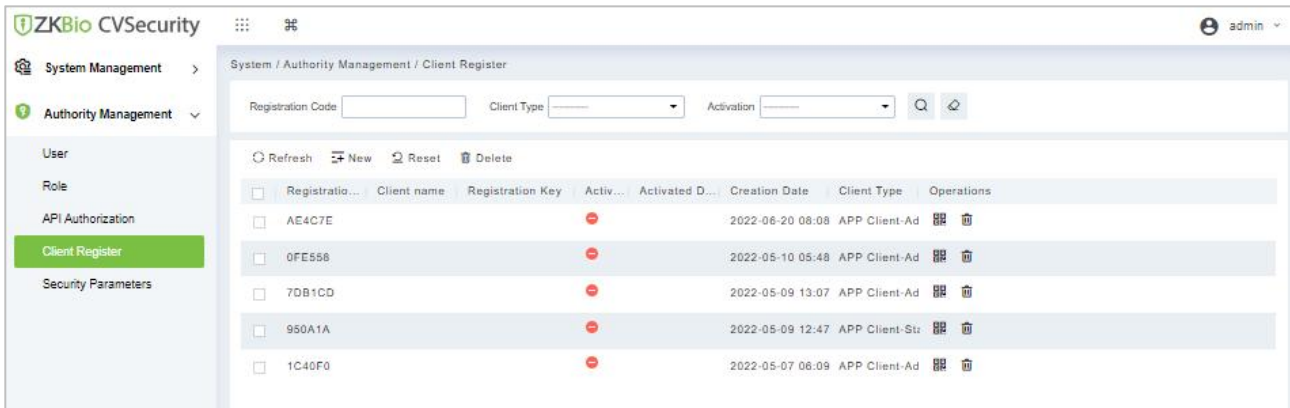 ZKBio CVSecurity
admin
System Management
System / Authority Management / Client Register
Authority Management
Registration Code
Client Type ----------
Activation ----------
User
Role
API Authorization
Client Register
Security Parameters
Refresh New Reset Delete
Registratio... Client name Registration Key Activ... Activated D... Creation Date Client Type Operations
AE4C7E 2022-06-20 08:08 APP Client-Ad
0FE558 2022-05-10 05:48 APP Client-Ad
7DB1CD 2022-05-09 13:07 APP Client-Ad
950A1A 2022-05-09 12:47 APP Client-Sta
1C40F0 2022-05-07 06:09 APP Client-Ad